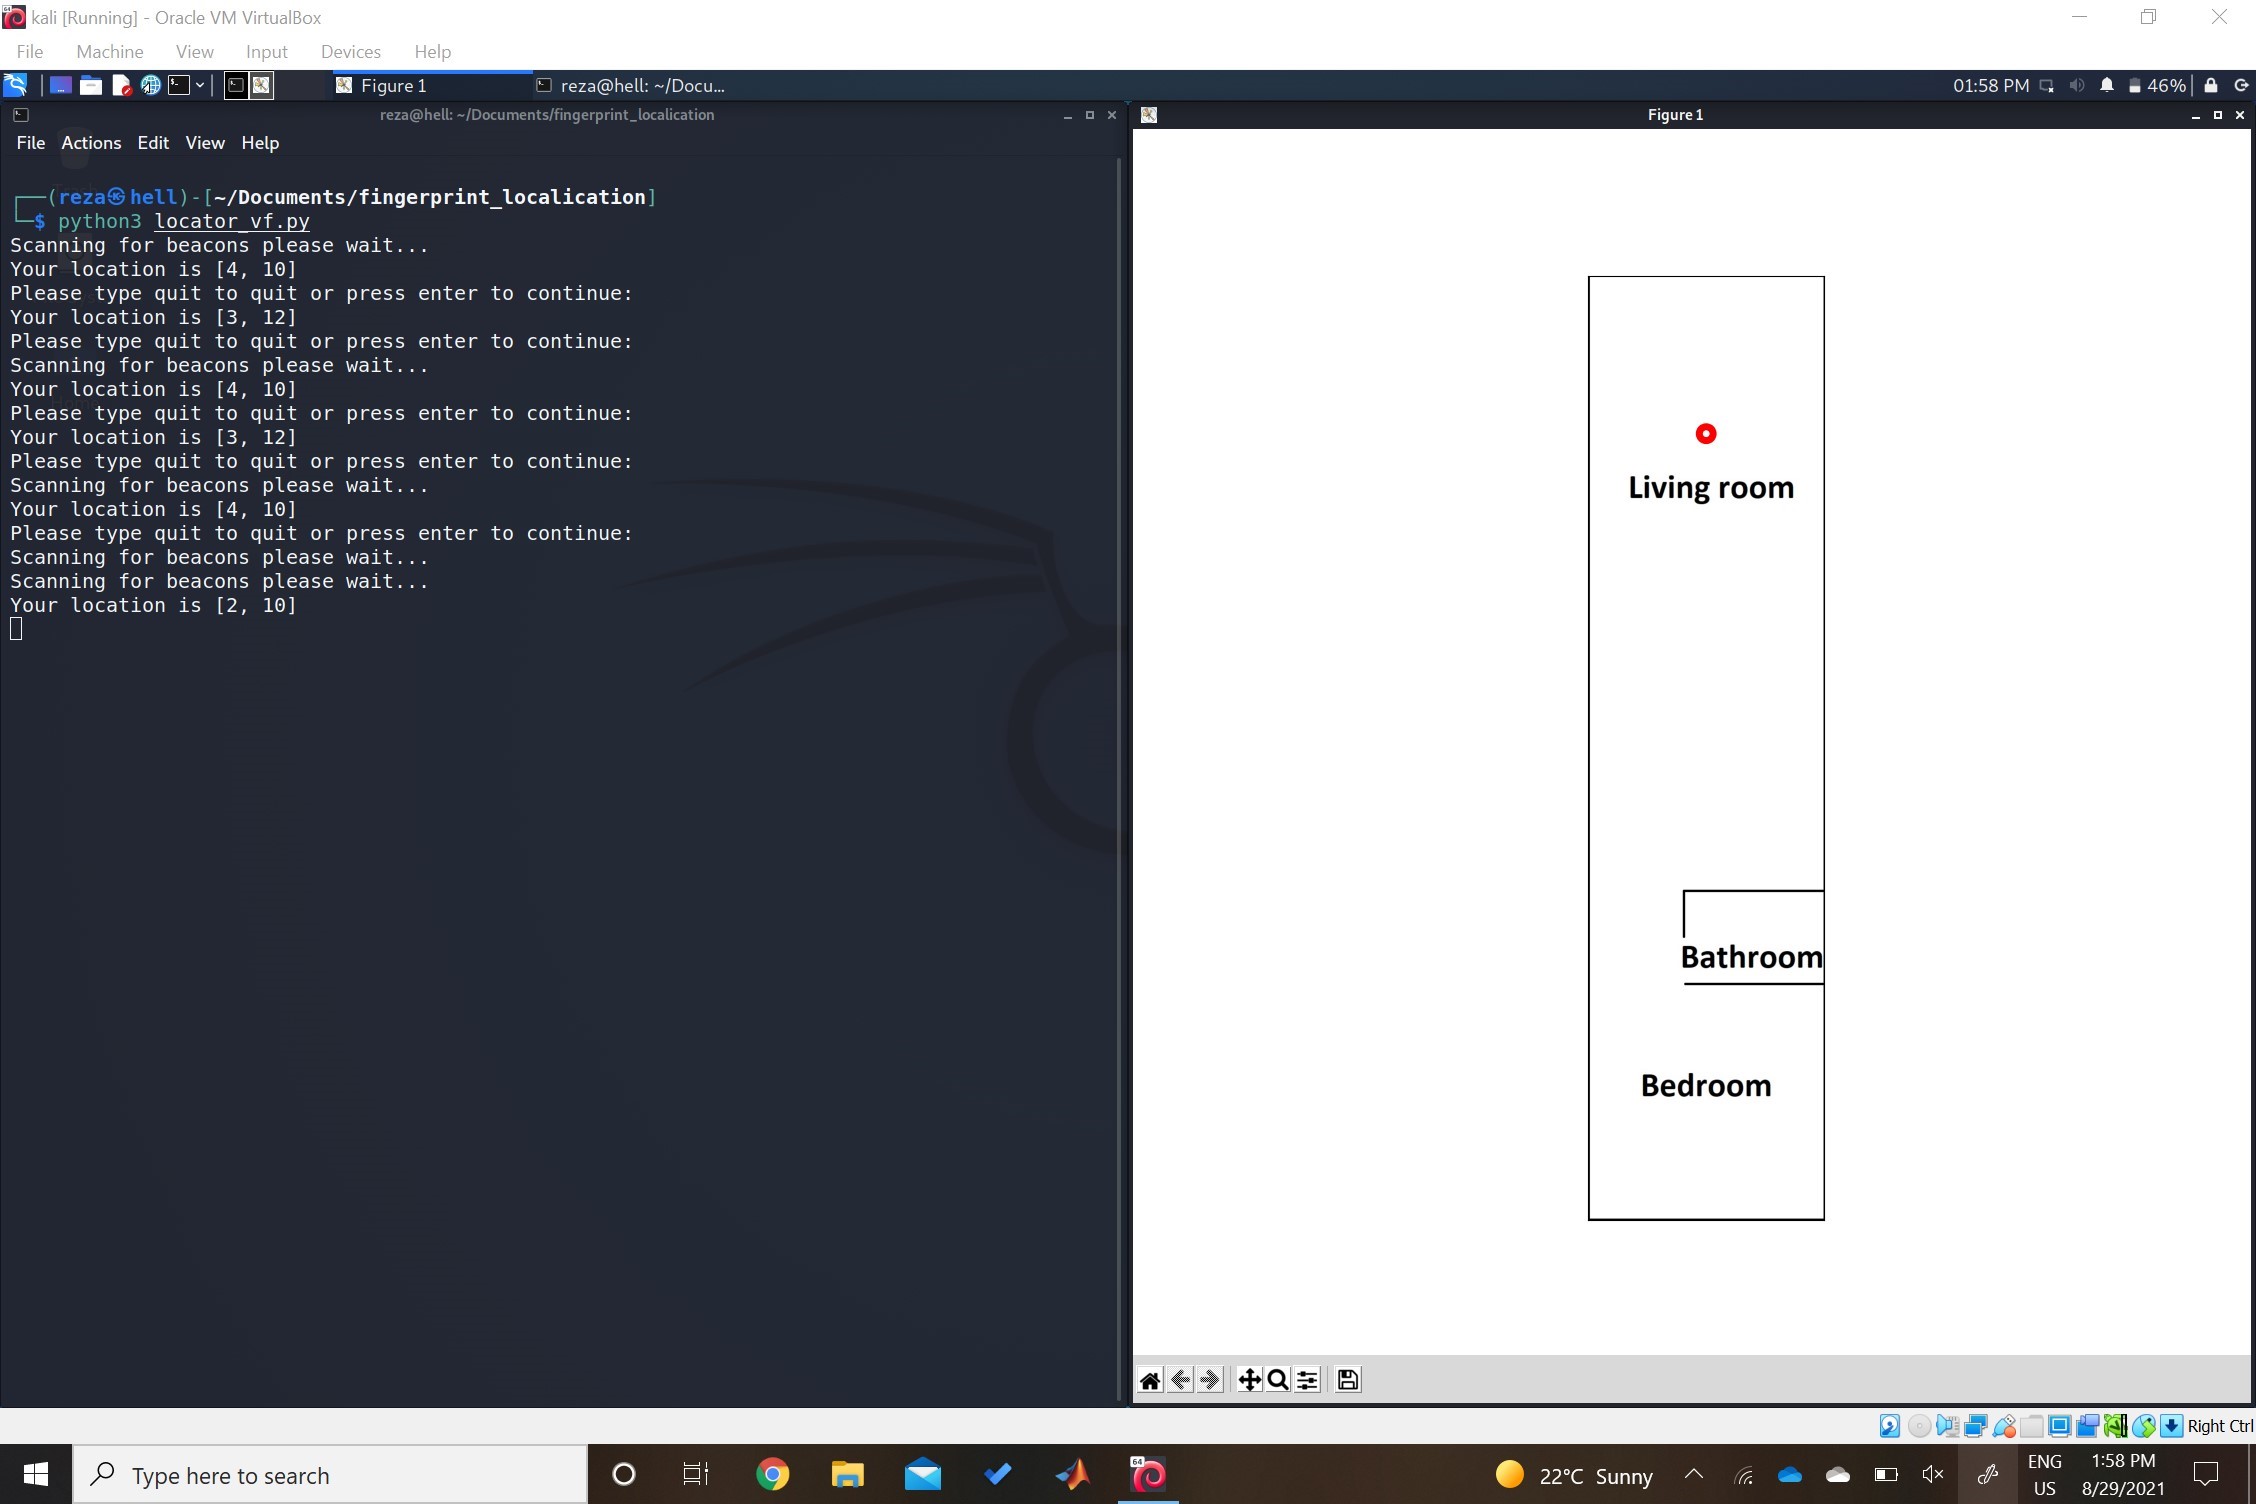 kali [Running] - Oracle VM VirtualBox
File Machine View Input Devices Help
Figure 1
reza@hell: ~/Docu...
01:58 PM
46%
reza@hell: ~/Documents/fingerprint_localication
File Actions Edit View Help
(reza㉿hell)-[~/Documents/fingerprint_localication]
$ python3 locator_vf.py
Scanning for beacons please wait...
Your location is [4, 10]
Please type quit to quit or press enter to continue:
Your location is [3, 12]
Please type quit to quit or press enter to continue:
Scanning for beacons please wait...
Your location is [4, 10]
Please type quit to quit or press enter to continue:
Your location is [3, 12]
Please type quit to quit or press enter to continue:
Scanning for beacons please wait...
Your location is [4, 10]
Please type quit to quit or press enter to continue:
Scanning for beacons please wait...
Scanning for beacons please wait...
Your location is [2, 10]
Figure 1
Living room
Bathroom
Bedroom
Right Ctrl
Type here to search
64
22°C Sunny
ENG
US
1:58 PM
8/29/2021